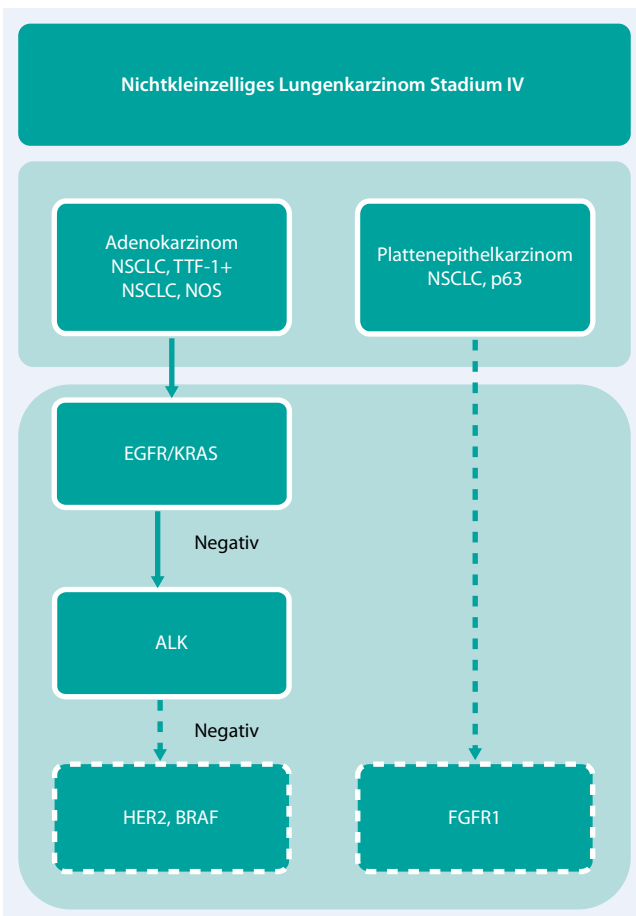 Nichtkleinzelliges Lungenkarzinom Stadium IV
Adenokarzinom
NSCLC, TTF-1+
NSCLC, NOS
Plattenepithelkarzinom
NSCLC, p63
EGFR/KRAS
Negativ
ALK
Negativ
HER2, BRAF
FGFR1